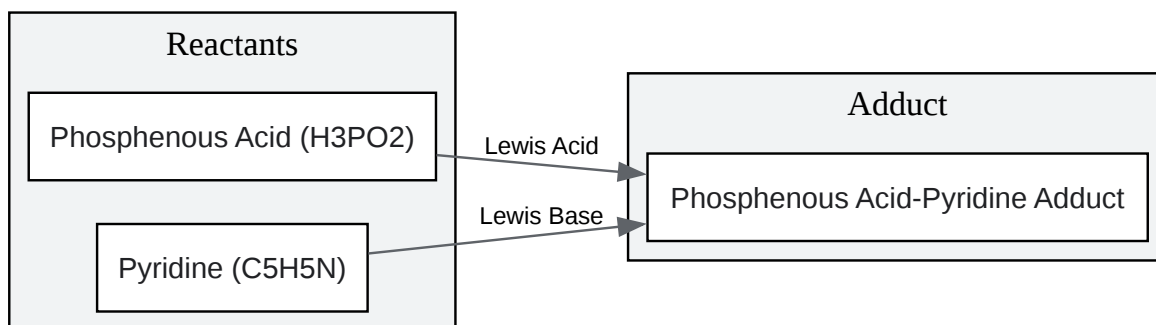 Reactants
Phosphenous Acid (H3PO2)
Pyridine (C5H5N)
Lewis Acid
Lewis Base
Adduct
Phosphenous Acid-Pyridine Adduct